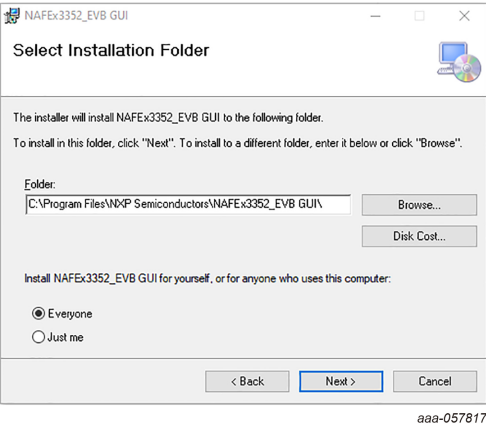 NAFEx3352_EVB GUI
Select Installation Folder
The installer will install NAFEx3352_EVB GUI to the following folder.
To install in this folder, click "Next". To install to a different folder, enter it below or click "Browse".
Folder:
C:\Program Files\NXP Semiconductors\NAFEx3352_EVB GUI\
Browse...
Disk Cost...
Install NAFEx3352_EVB GUI for yourself, or for anyone who uses this computer:
Everyone
Just me
< Back
Next >
Cancel
aaa-057817